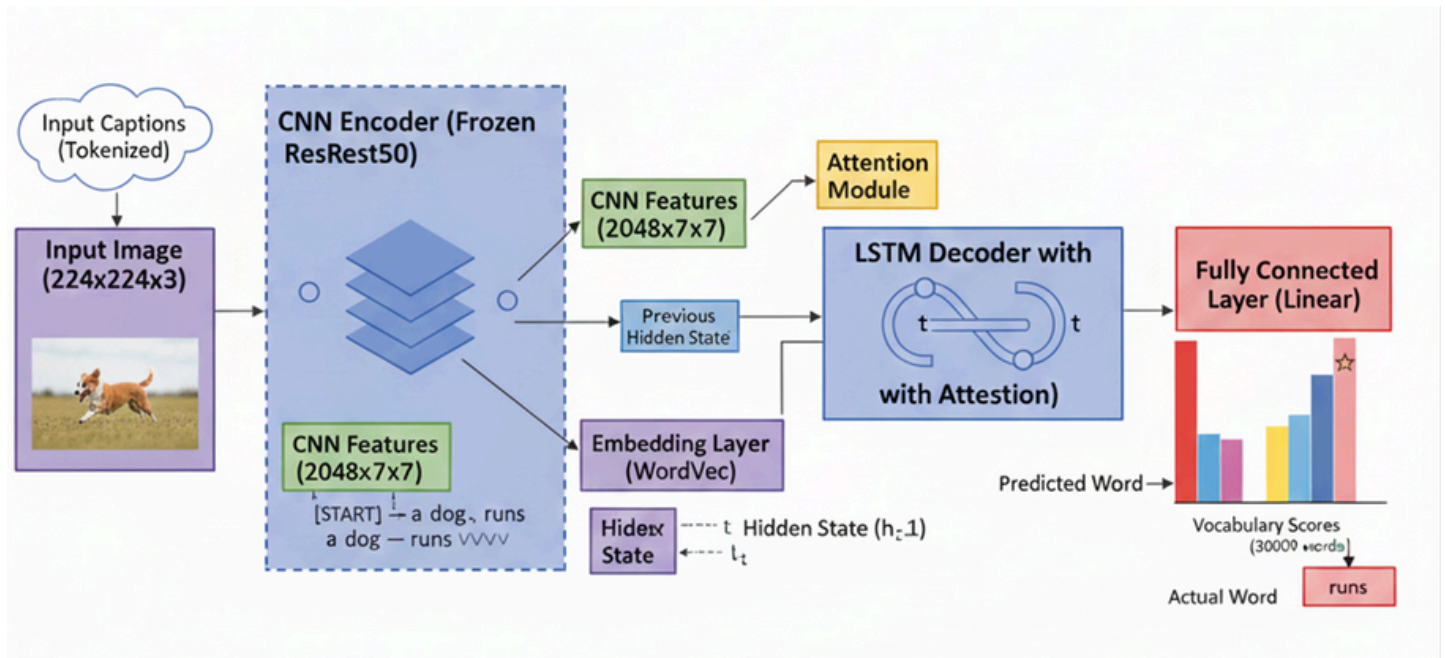 Input Captions
(Tokenized)
Input Image
(224x224x3)
CNN Encoder (Frozen
ResRest50)
CNN Features
(2048x7x7)
[START] – a dog., runs
a dog – runs
CNN Features
(2048x7x7)
Attention
Module
Previous
Hidden State
Embedding Layer
(WordVec)
State
t Hidden State
LSTM Decoder with
t t
with Attestion)
Fully Connected
Layer (Linear)
Predicted Word
Vocabulary Scores
Actual Word
runs